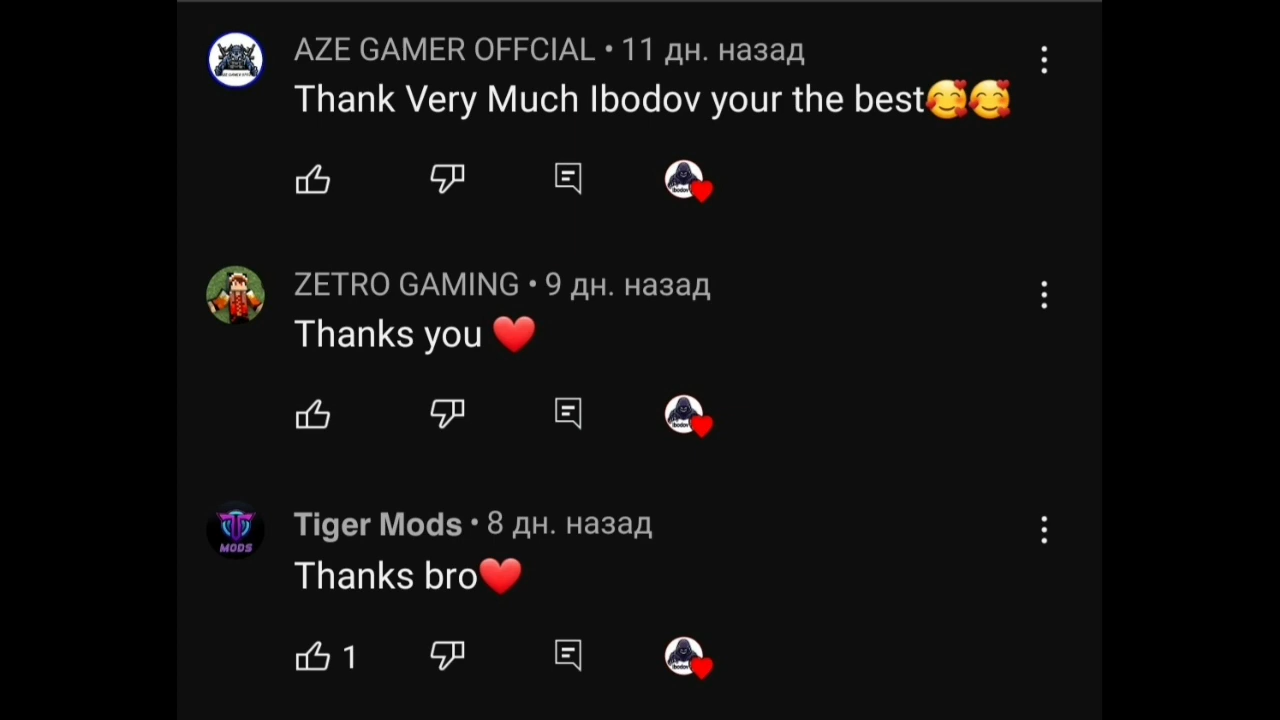 AZE GAMER OFFCIAL • 11 дн. назад
Thank Very Much Ibodov your the best🥰🥰
ZETRO GAMING • 9 дн. назад
Thanks you ❤️
Tiger Mods • 8 дн. назад
MODS
Thanks bro❤️
1